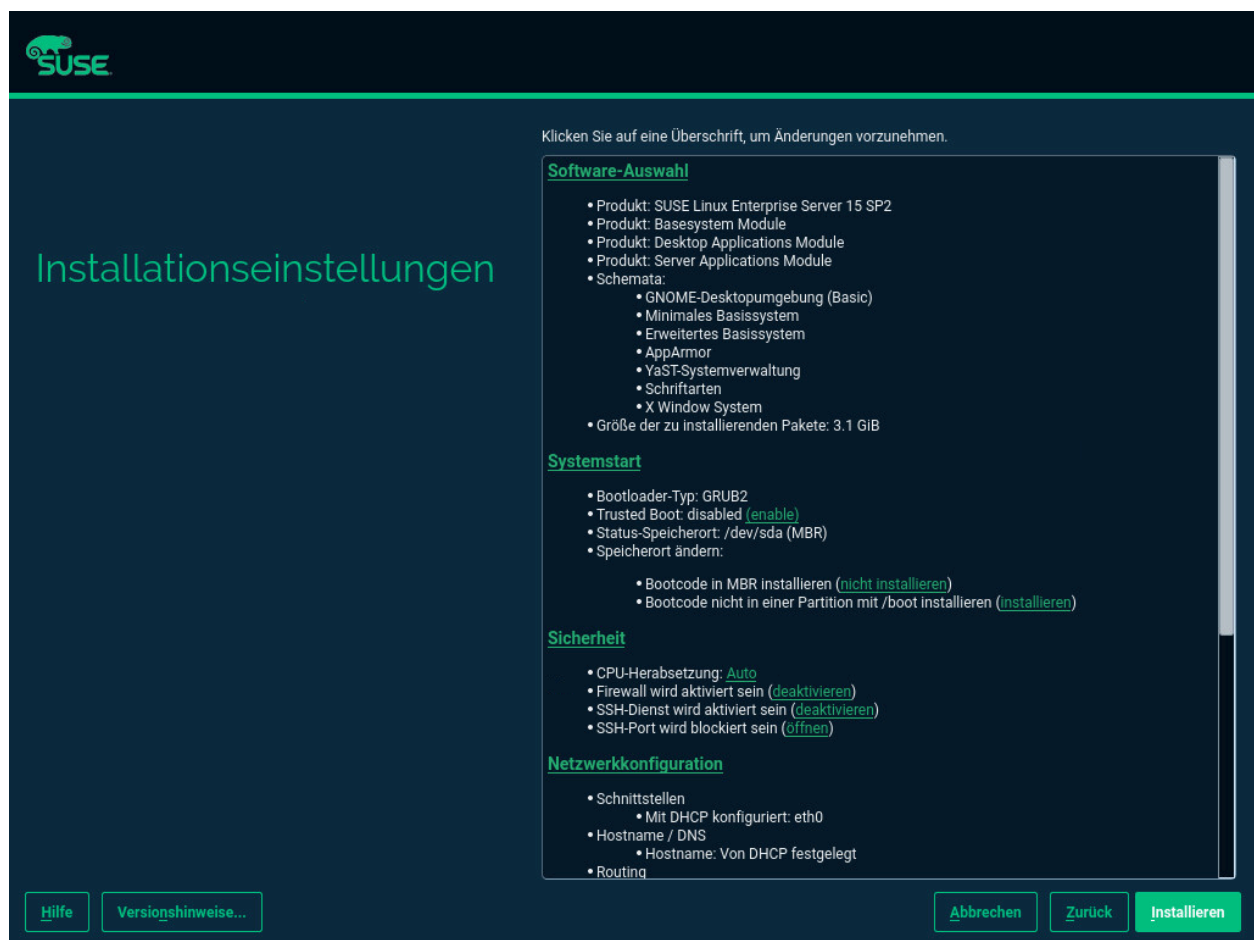 SUSE
Klicken Sie auf eine Überschrift, um Änderungen vorzunehmen.
Installationseinstellungen
Software-Auswahl
• Produkt: SUSE Linux Enterprise Server 15 SP2
• Produkt: Basesystem Module
• Produkt: Desktop Applications Module
• Produkt: Server Applications Module
• Schemata:
• GNOME-Desktopumgebung (Basic)
• Minimales Basissystem
• Erweitertes Basissystem
• AppArmor
• YaST-Systemverwaltung
• Schriftarten
• X Window System
• Größe der zu installierenden Pakete: 3.1 GiB
Systemstart
• Bootloader-Typ: GRUB2
• Trusted Boot: disabled (enable)
• Status-Speicherort: /dev/sda (MBR)
• Speicherort ändern:
• Bootcode in MBR installieren (nicht installieren)
• Bootcode nicht in einer Partition mit /boot installieren (installieren)
Sicherheit
• CPU-Herabsetzung: Auto
• Firewall wird aktiviert sein (deaktivieren)
• SSH-Dienst wird aktiviert sein (deaktivieren)
• SSH-Port wird blockiert sein (öffnen)
Netzwerkkonfiguration
• Schnittstellen
• Mit DHCP konfiguriert: eth0
• Hostname / DNS
• Hostname: Von DHCP festgelegt
• Routing
Hilfe
Versionshinweise...
Abbrechen
Zurück
Installieren